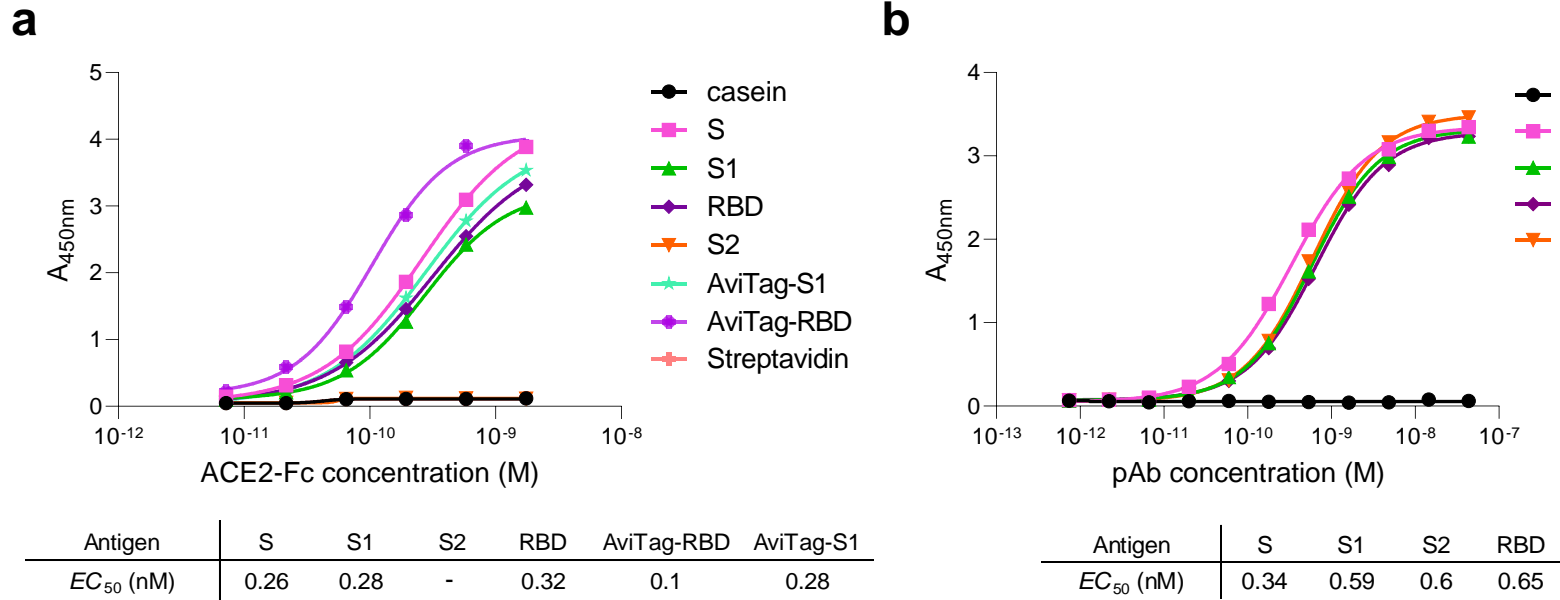 a
5
4
3
2
1
0
A450nm
10-12
10-11
10-10
10-9
10-8
ACE2-Fc concentration (M)
casein
S
S1
RBD
S2
AviTag-S1
AviTag-RBD
Streptavidin
Antigen S S1 S2 RBD AviTag-RBD AviTag-S1
EC50 (nM) 0.26 0.28 - 0.32 0.1 0.28
b
4
3
2
1
0
A450nm
10-13
10-12
10-11
10-10
10-9
10-8
10-7
pAb concentration (M)
Antigen S S1 S2 RBD
EC50 (nM) 0.34 0.59 0.6 0.65